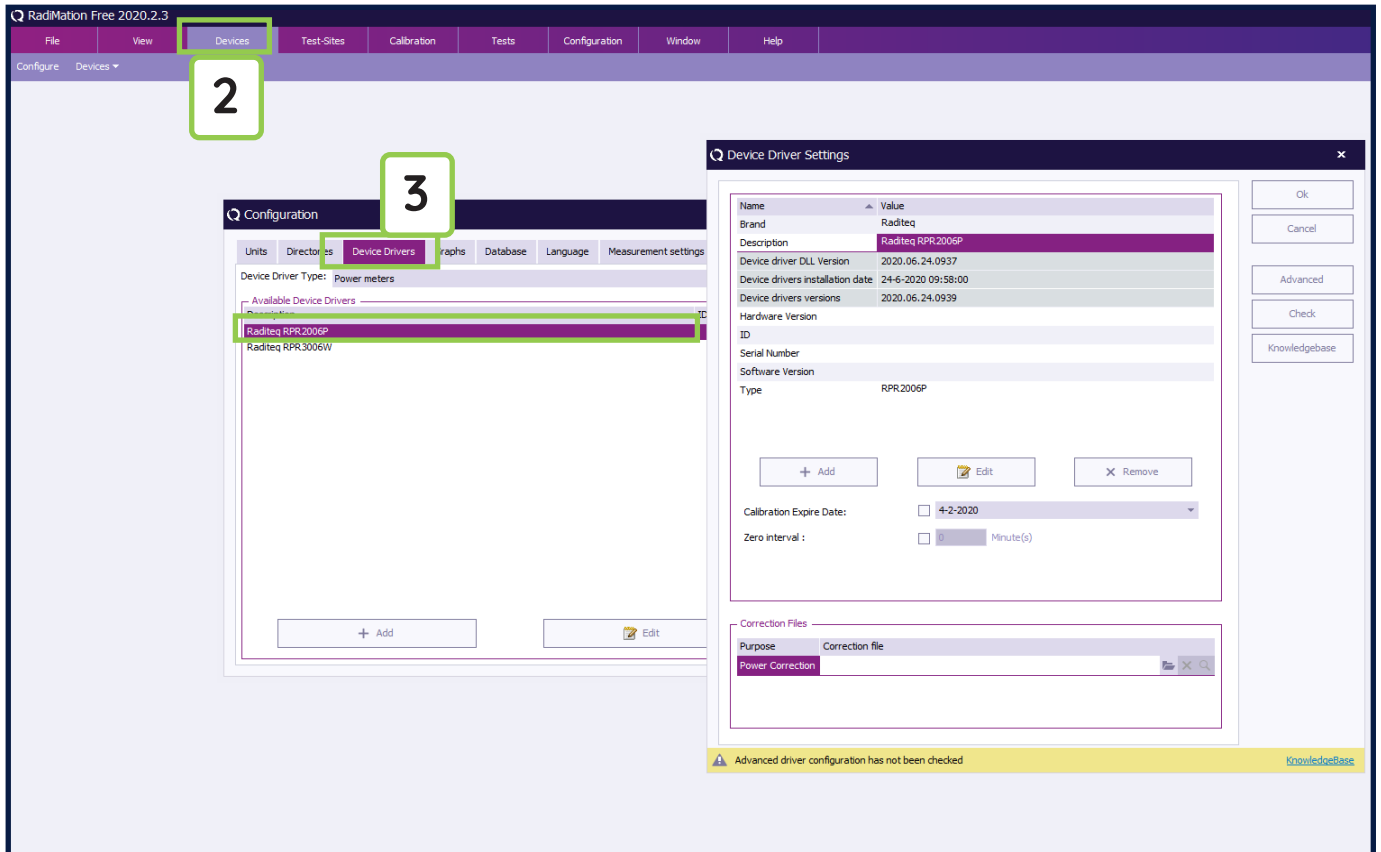 RadiMation Free 2020.2.3
File View Devices Test-Sites Calibration Tests Configuration Window Help
Configure Devices
2
3
Configuration
Units Directories Device Drivers Graphs Database Language Measurement settings
Device Driver Type: Power meters
Available Device Drivers
Description ID
Raditeq RPR2006P
Raditeq RPR3006W
+ Add Edit
Device Driver Settings
Name Value
Brand Raditeq
Description Raditeq RPR2006P
Device driver DLL Version 2020.06.24.0937
Device drivers installation date 24-6-2020 09:58:00
Device drivers versions 2020.06.24.0939
Hardware Version
ID
Serial Number
Software Version
Type RPR2006P
+ Add Edit Remove
Calibration Expire Date: 4-2-2020
Zero interval : 0 Minute(s)
Correction Files
Purpose Correction file
Power Correction
Ok
Cancel
Advanced
Check
Knowledgebase
Advanced driver configuration has not been checked KnowledgeBase